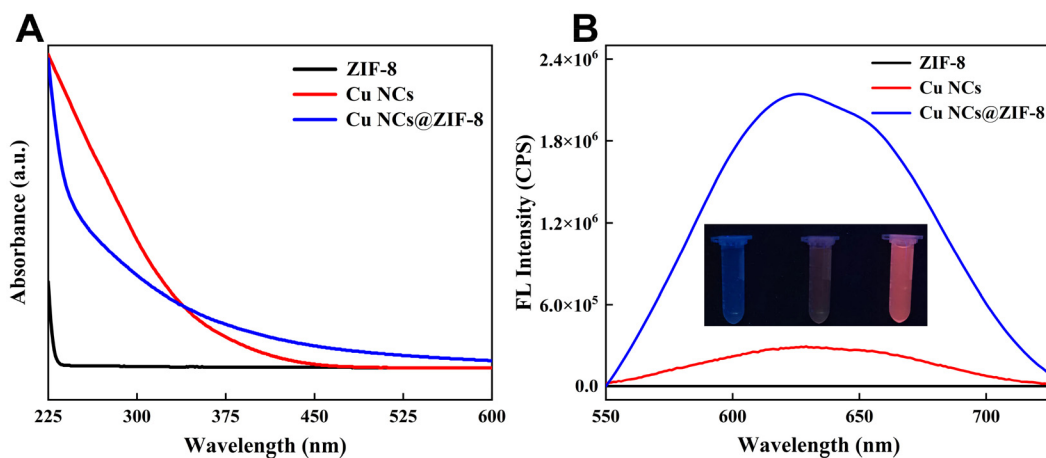 A
ZIF-8
Cu NCs
Cu NCs@ZIF-8
Absorbance (a.u.)
225 300 375 450 525 600
Wavelength (nm)
B
2.4×10⁶
1.8×10⁶
1.2×10⁶
6.0×10⁵
0.0
ZIF-8
Cu NCs
Cu NCs@ZIF-8
FL Intensity (CPS)
550 600 650 700
Wavelength (nm)